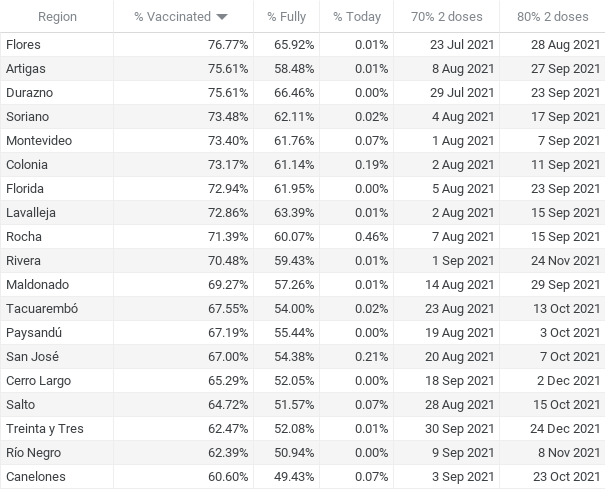 Region % Vaccinated % Fully % Today 70% 2 doses 80% 2 doses
Flores 76.77% 65.92% 0.01% 23 Jul 2021 28 Aug 2021
Artigas 75.61% 58.48% 0.01% 8 Aug 2021 27 Sep 2021
Durazno 75.61% 66.46% 0.00% 29 Jul 2021 23 Sep 2021
Soriano 73.48% 62.11% 0.02% 4 Aug 2021 17 Sep 2021
Montevideo 73.40% 61.76% 0.07% 1 Aug 2021 7 Sep 2021
Colonia 73.17% 61.14% 0.19% 2 Aug 2021 11 Sep 2021
Florida 72.94% 61.95% 0.00% 5 Aug 2021 23 Sep 2021
Lavalleja 72.86% 63.39% 0.01% 2 Aug 2021 15 Sep 2021
Rocha 71.39% 60.07% 0.46% 7 Aug 2021 15 Sep 2021
Rivera 70.48% 59.43% 0.01% 1 Sep 2021 24 Nov 2021
Maldonado 69.27% 57.26% 0.01% 14 Aug 2021 29 Sep 2021
Tacuarembó 67.55% 54.00% 0.02% 23 Aug 2021 13 Oct 2021
Paysandú 67.19% 55.44% 0.00% 19 Aug 2021 3 Oct 2021
San José 67.00% 54.38% 0.21% 20 Aug 2021 7 Oct 2021
Cerro Largo 65.29% 52.05% 0.00% 18 Sep 2021 2 Dec 2021
Salto 64.72% 51.57% 0.07% 28 Aug 2021 15 Oct 2021
Treinta y Tres 62.47% 52.08% 0.01% 30 Sep 2021 24 Dec 2021
Río Negro 62.39% 50.94% 0.00% 9 Sep 2021 8 Nov 2021
Canelones 60.60% 49.43% 0.07% 3 Sep 2021 23 Oct 2021